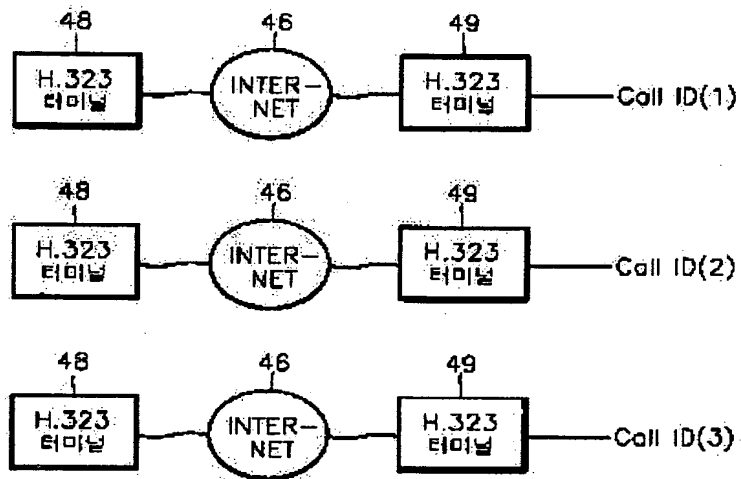 48 46 49
H.323 INTER- H.323
터미널 NET 터미널 Call ID(1)
48 46 49
H.323 INTER- H.323
터미널 NET 터미널 Call ID(2)
48 46 49
H.323 INTER- H.323
터미널 NET 터미널 Call ID(3)